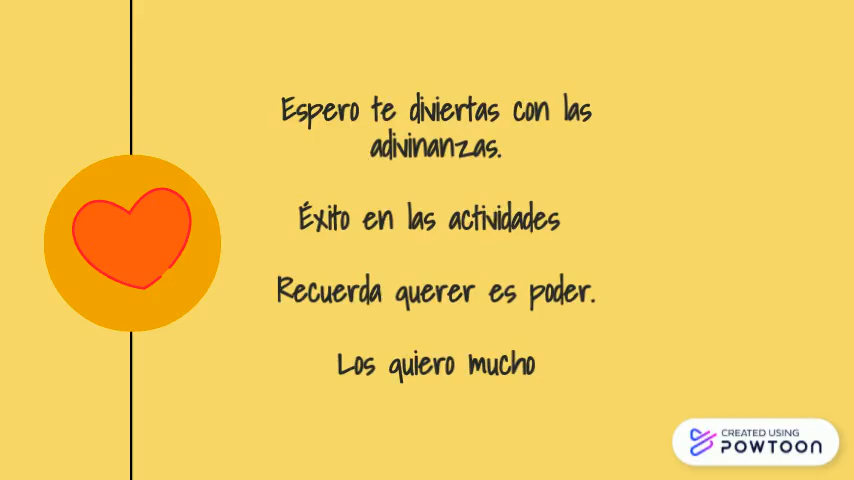 Espero te diviertas con las
adivinanzas.
Éxito en las actividades
Recuerda querer es poder.
Los quiero mucho
CREATED USING
POWTOON